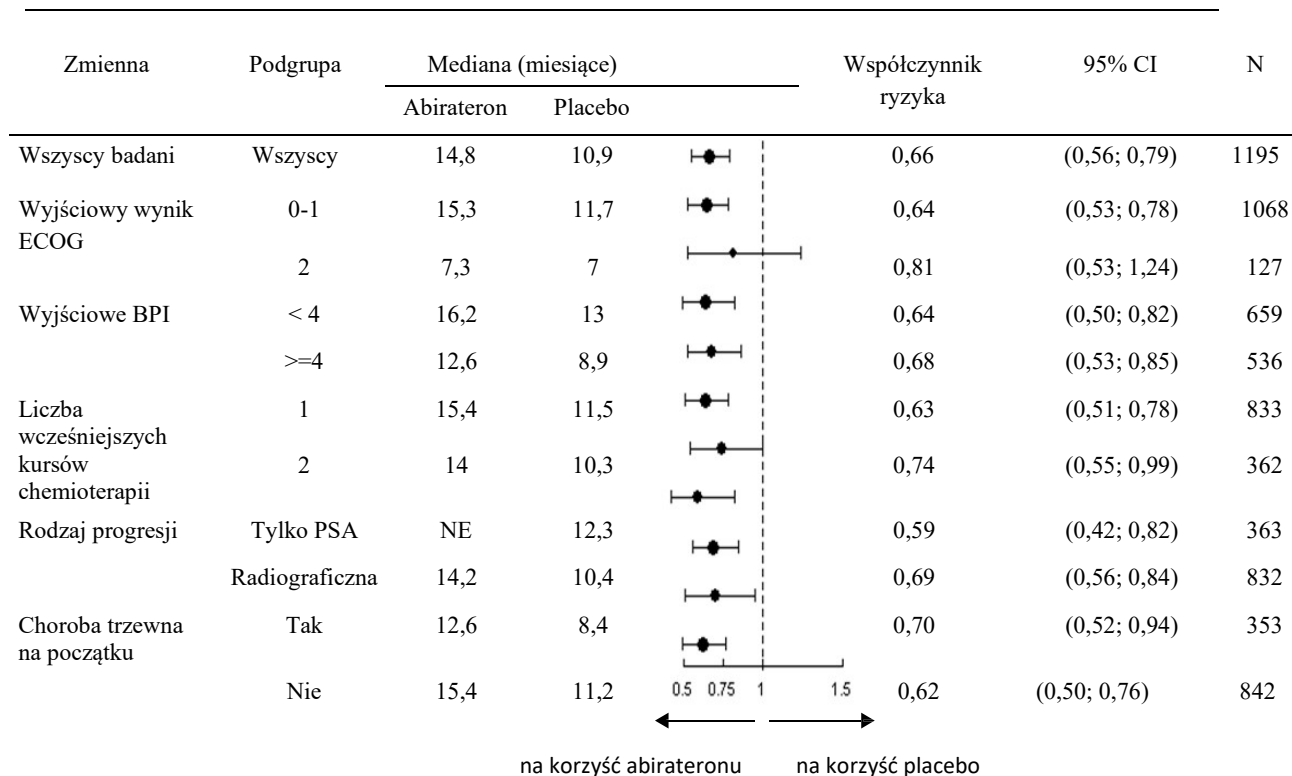 Zmienna Podgrupa Mediana (miesiące) Współczynnik ryzyka 95% CI N
Abirateron Placebo
Wszyscy badani Wszyscy 14,8 10,9 0,66 (0,56; 0,79) 1195
Wyjściowy wynik ECOG 0-1 15,3 11,7 0,64 (0,53; 0,78) 1068
2 7,3 7 0,81 (0,53; 1,24) 127
Wyjściowe BPI < 4 16,2 13 0,64 (0,50; 0,82) 659
>=4 12,6 8,9 0,68 (0,53; 0,85) 536
Liczba wcześniejszych kursów chemioterapii 1 15,4 11,5 0,63 (0,51; 0,78) 833
2 14 10,3 0,74 (0,55; 0,99) 362
Rodzaj progresji Tylko PSA NE 12,3 0,59 (0,42; 0,82) 363
Radiograficzna 14,2 10,4 0,69 (0,56; 0,84) 832
Choroba trzewna na początku Tak 12,6 8,4 0,70 (0,52; 0,94) 353
Nie 15,4 11,2 0,62 (0,50; 0,76) 842
0.5 0.75 1 1.5
na korzyść abirateronu na korzyść placebo